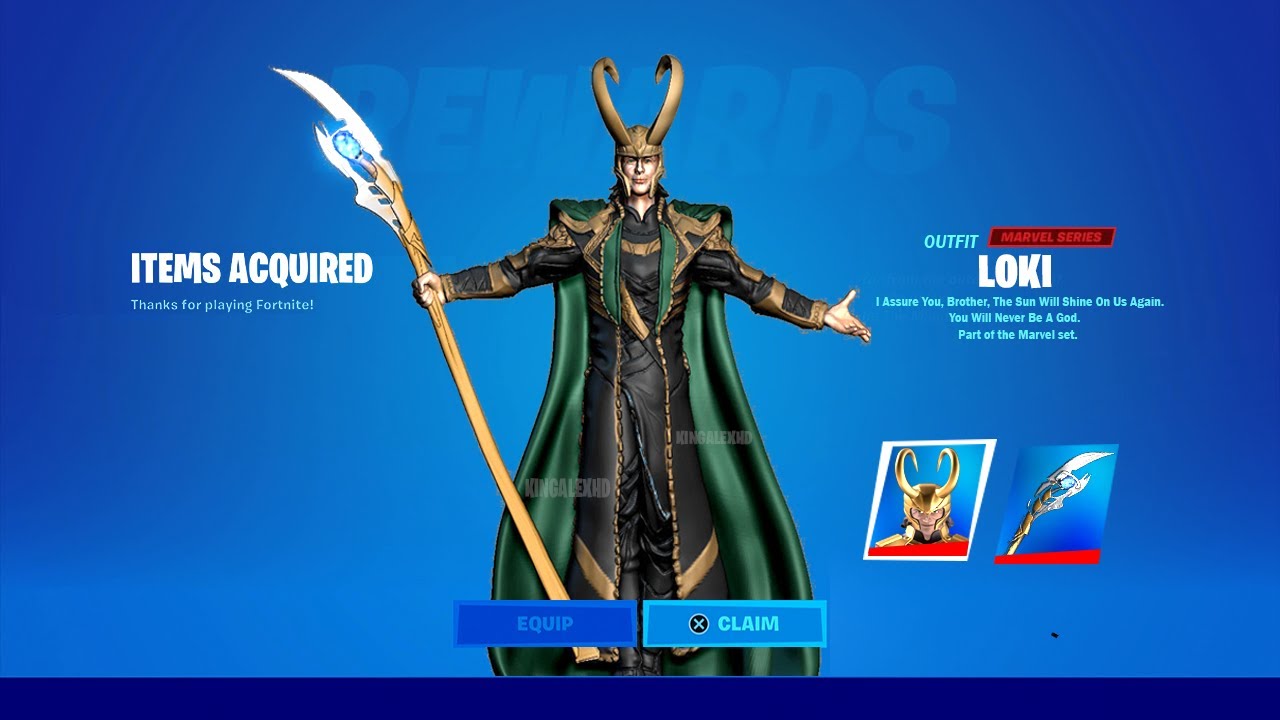 REWARDS
ITEMS ACQUIRED
Thanks for playing Fortnite!
OUTFIT MARVEL SERIES
LOKI
I Assure You, Brother, The Sun Will Shine On Us Again.
You Will Never Be A God.
Part of the Marvel set.
KINGALEXHD
KINGALEXHD
EQUIP
CLAIM